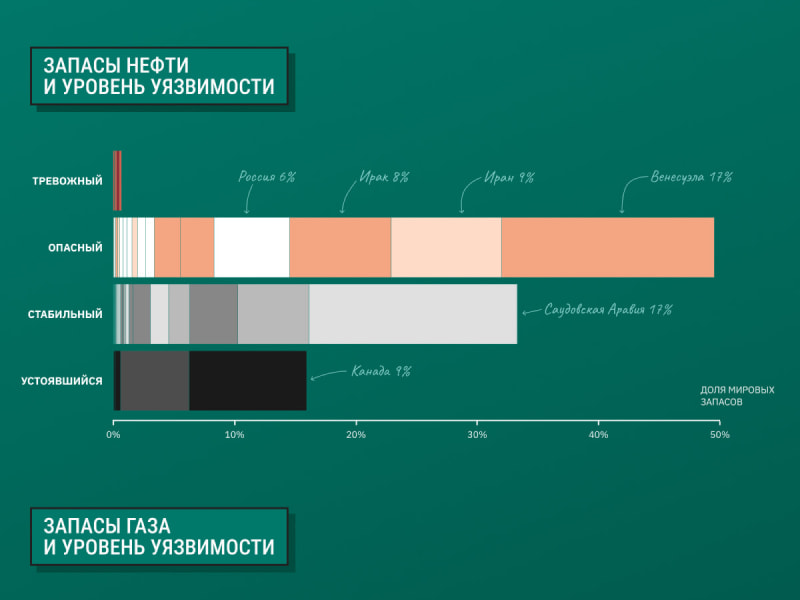 ЗАПАСЫ НЕФТИ
И УРОВЕНЬ УЯЗВИМОСТИ
ТРЕВОЖНЫЙ
Россия 6%
Ирак 8%
Иран 9%
Венесуэла 17%
ОПАСНЫЙ
СТАБИЛЬНЫЙ
Саудовская Аравия 17%
УСТОЯВШИЙСЯ
Канада 9%
ДОЛЯ МИРОВЫХ
ЗАПАСОВ
0%
10%
20%
30%
40%
50%
ЗАПАСЫ ГАЗА
И УРОВЕНЬ УЯЗВИМОСТИ